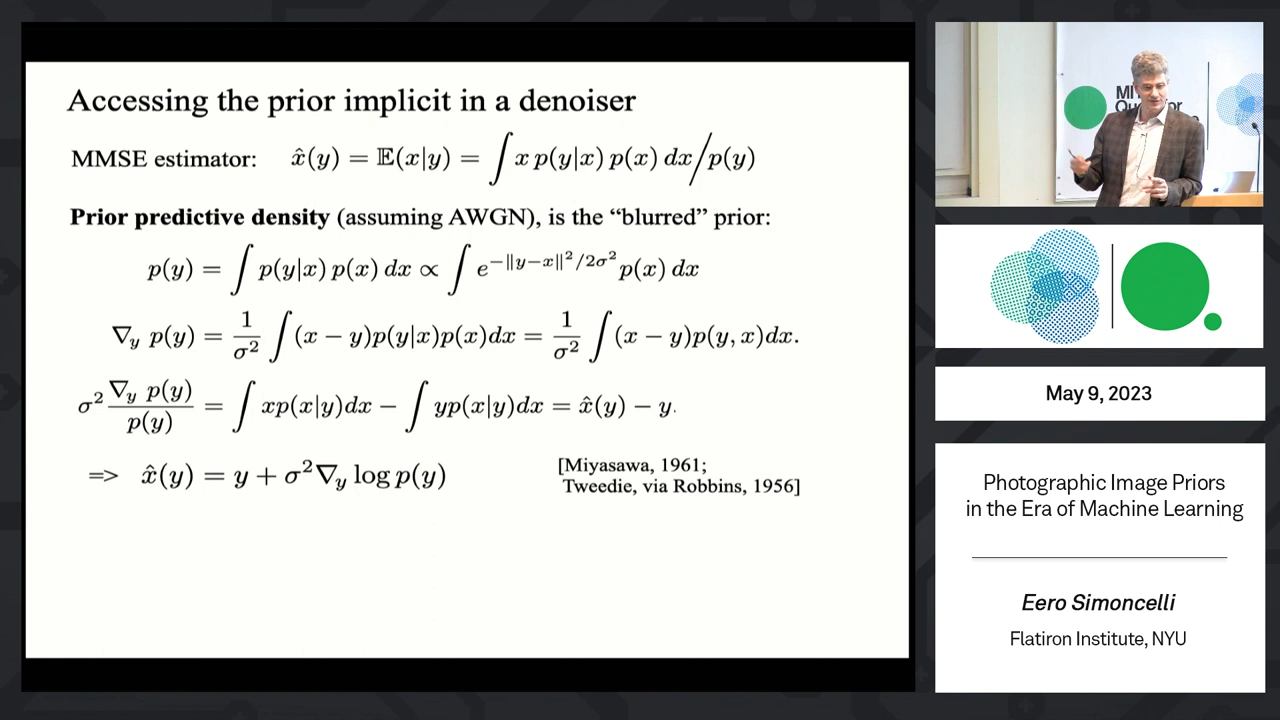 Accessing the prior implicit in a denoiser
MMSE estimator: x̂(y) = 𝔼(x|y) = ∫ x p(y|x) p(x) dx / p(y)
Prior predictive density (assuming AWGN), is the “blurred” prior:
p(y) = ∫ p(y|x) p(x) dx ∝ ∫ e^{−||y−x||²/2σ²} p(x) dx
∇_y p(y) = 1/σ² ∫ (x − y)p(y|x)p(x)dx = 1/σ² ∫ (x − y)p(y, x)dx.
σ² ∇_y p(y)/p(y) = ∫ xp(x|y)dx − ∫ yp(x|y)dx = x̂(y) − y.
=> x̂(y) = y + σ²∇_y log p(y)
[Miyasawa, 1961;
Tweedie, via Robbins, 1956]
MI
May 9, 2023
Photographic Image Priors
in the Era of Machine Learning
Eero Simoncelli
Flatiron Institute, NYU